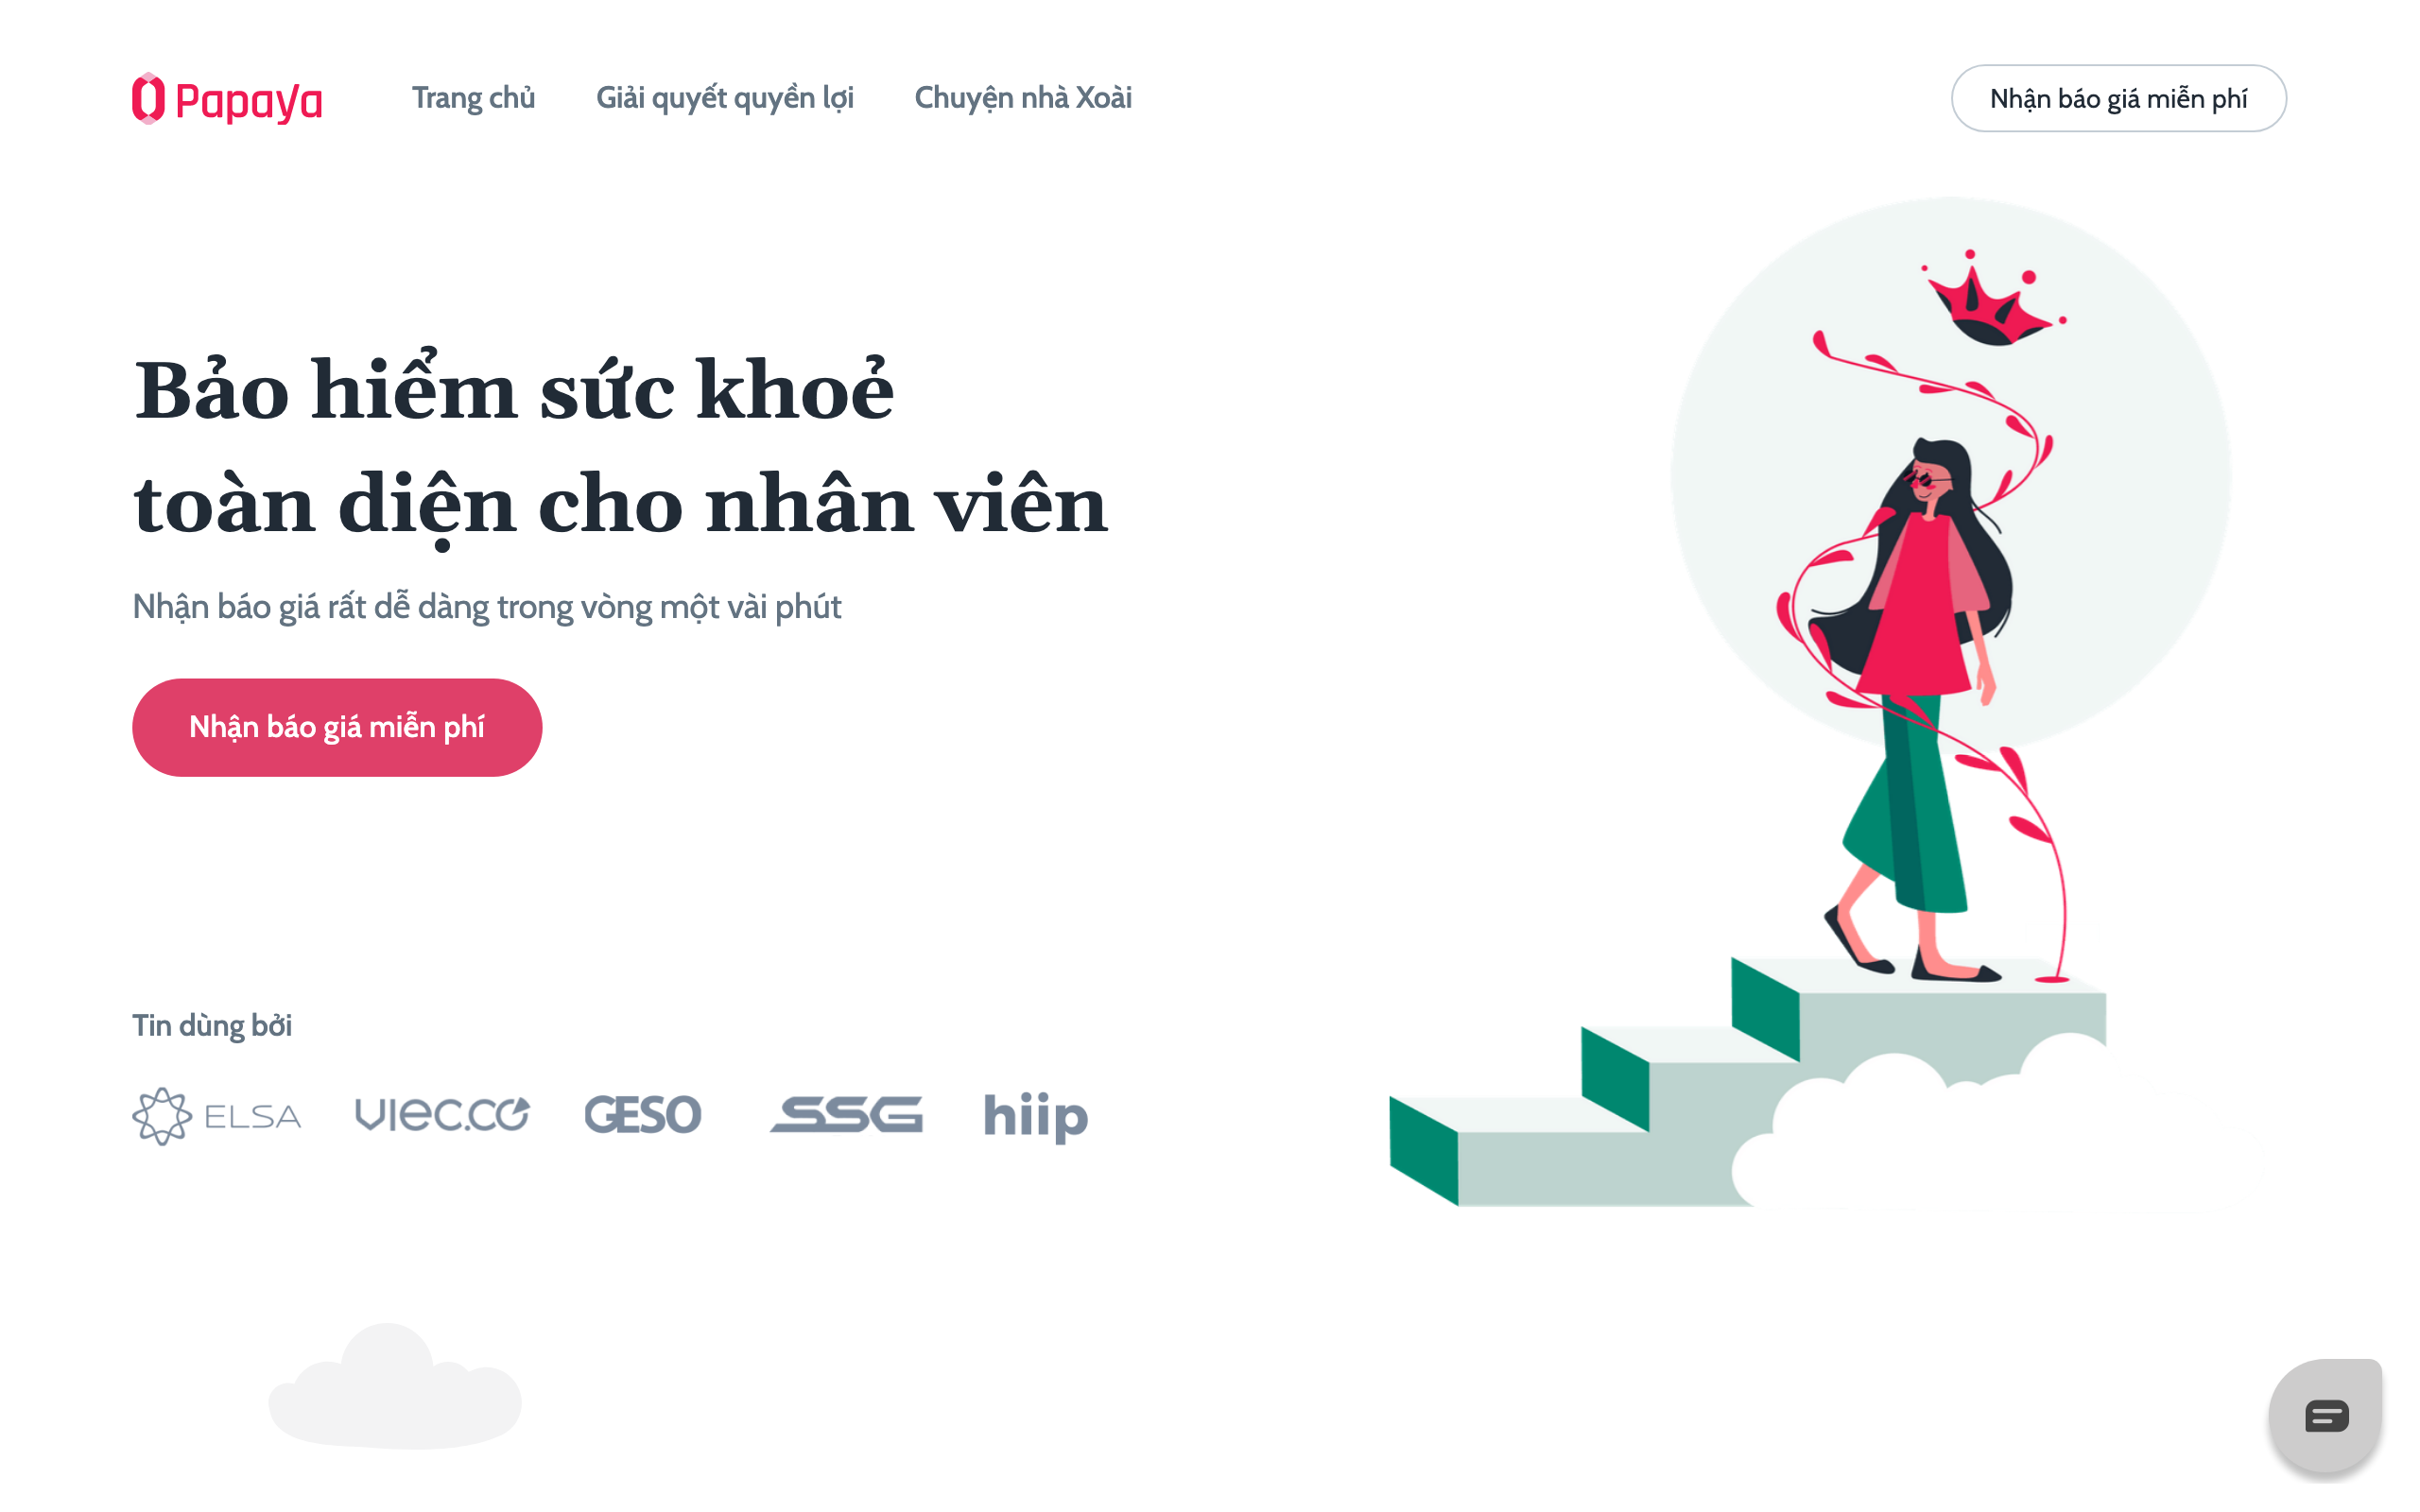 Papaya
Trang chủ
Giải quyết quyền lợi
Chuyện nhà Xoài
Nhận báo giá miễn phí
Bảo hiểm sức khoẻ
toàn diện cho nhân viên
Nhận báo giá rất dễ dàng trong vòng một vài phút
Nhận báo giá miễn phí
Tin dùng bởi
ELSA
VIEC.CO
GESO
SSG
hiip